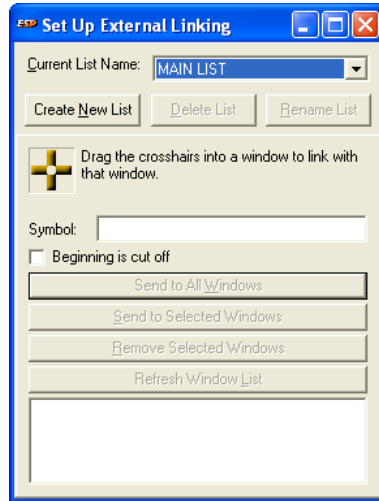 ESP Set Up External Linking
Current List Name: MAIN LIST
Create New List Delete List Rename List
Drag the crosshairs into a window to link with
that window.
Symbol:
Beginning is cut off
Send to All Windows
Send to Selected Windows
Remove Selected Windows
Refresh Window List